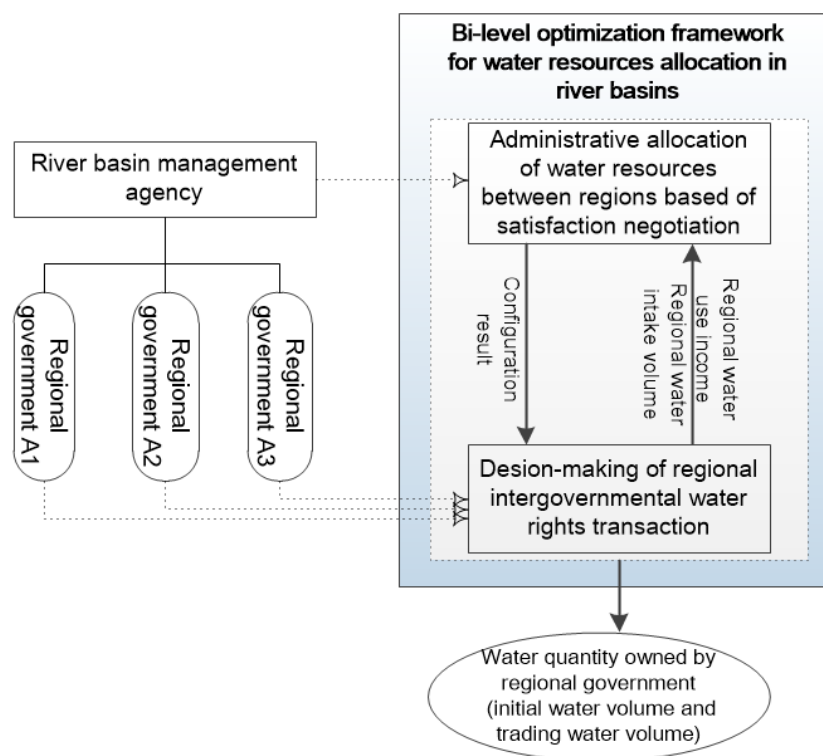 Bi-level optimization framework
for water resources allocation in
river basins
River basin management
agency
Administrative allocation
of water resources
between regions based of
satisfaction negotiation
Regional
government A1
Regional
government A2
Regional
government A3
Configuration
result
Regional water
use income
Regional water
intake volume
Desion-making of regional
intergovernmental water
rights transaction
Water quantity owned by
regional government
(initial water volume and
trading water volume)